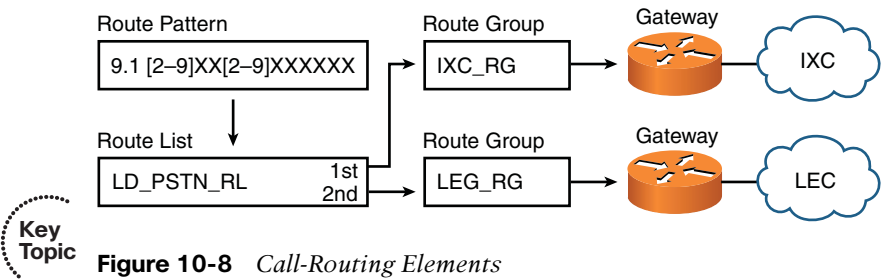 Route Pattern
9.1 [2–9]XX[2–9]XXXXXX
Route List
LD_PSTN_RL
1st
2nd
Route Group
IXC_RG
Gateway
IXC
Route Group
LEG_RG
Gateway
LEC
Key
Topic
Figure 10-8 Call-Routing Elements